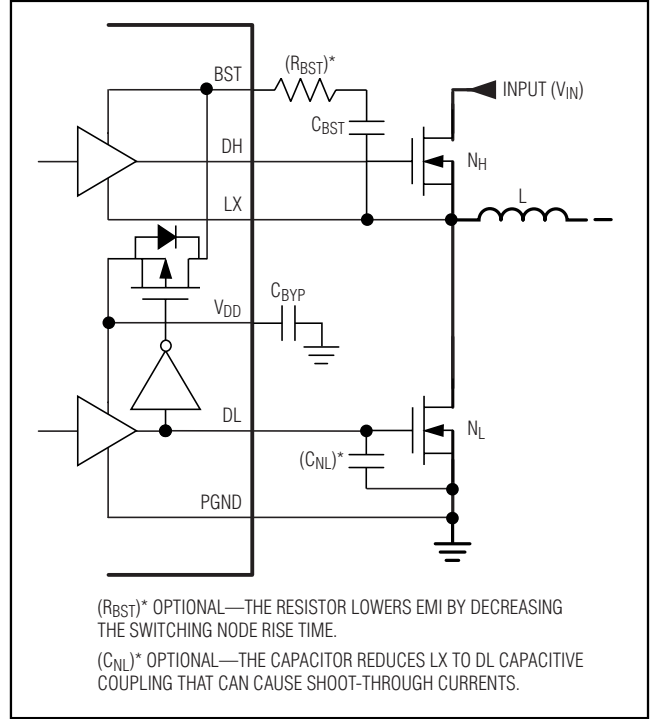 BST
(RBST)*
INPUT (VIN)
CBST
DH
NH
LX
L
VDD
CBYP
DL
NL
(CNL)*
PGND
(RBST)* OPTIONAL—THE RESISTOR LOWERS EMI BY DECREASING
THE SWITCHING NODE RISE TIME.
(CNL)* OPTIONAL—THE CAPACITOR REDUCES LX TO DL CAPACITIVE
COUPLING THAT CAN CAUSE SHOOT-THROUGH CURRENTS.